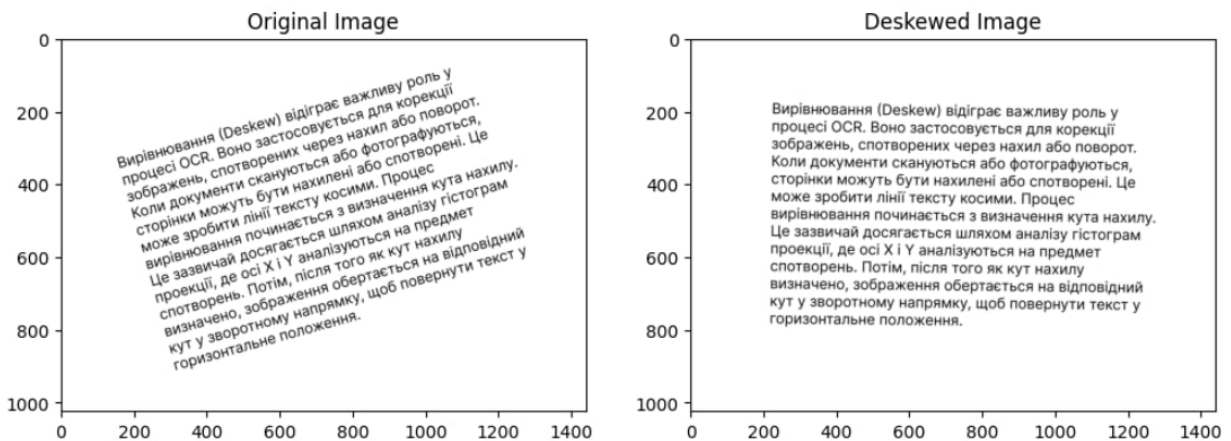 Original Image
0
200
400
600
800
1000
0 200 400 600 800 1000 1200 1400
Вирівнювання (Deskew) відіграє важливу роль у
процесі OCR. Воно застосовується для корекції
зображень, спотворених через нахил або поворот.
Коли документи скануються або фотографуються,
сторінки можуть бути нахилені або спотворені. Це
може зробити лінії тексту косими. Процес
вирівнювання починається з визначення кута нахилу.
Це зазвичай досягається шляхом аналізу гістограм
проекції, де осі X і Y аналізуються на предмет
спотворень. Потім, після того як кут нахилу
визначено, зображення обертається на відповідний
кут у зворотному напрямку, щоб повернути текст у
горизонтальне положення.
Deskewed Image
0
200
400
600
800
1000
0 200 400 600 800 1000 1200 1400
Вирівнювання (Deskew) відіграє важливу роль у
процесі OCR. Воно застосовується для корекції
зображень, спотворених через нахил або поворот.
Коли документи скануються або фотографуються,
сторінки можуть бути нахилені або спотворені. Це
може зробити лінії тексту косими. Процес
вирівнювання починається з визначення кута нахилу.
Це зазвичай досягається шляхом аналізу гістограм
проекції, де осі X і Y аналізуються на предмет
спотворень. Потім, після того як кут нахилу
визначено, зображення обертається на відповідний
кут у зворотному напрямку, щоб повернути текст у
горизонтальне положення.